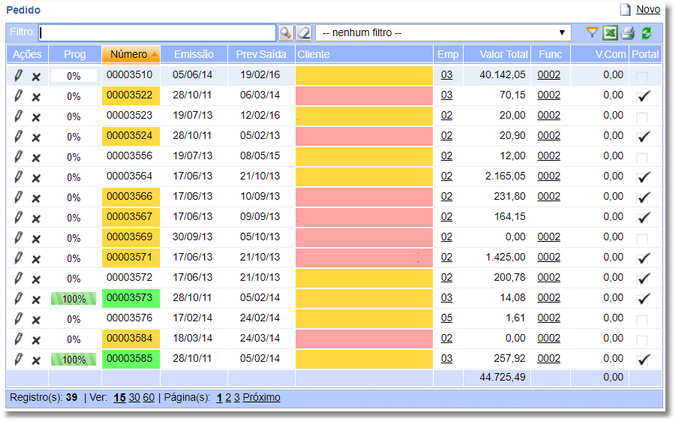 Pedido Novo
Filtro: -- nenhum filtro --
Ações Prog Número Emissão Prev.Saída Cliente Emp Valor Total Func V.Com Portal
0% 00003510 05/06/14 19/02/16 03 40.142,05 0002 0,00
0% 00003522 28/10/11 06/03/14 03 70,15 0002 0,00
0% 00003523 19/07/13 12/02/16 02 20,00 0002 0,00
0% 00003524 28/10/11 05/02/13 02 20,90 0002 0,00
0% 00003556 19/07/13 08/05/15 02 12,00 0002 0,00
0% 00003564 17/06/13 21/10/13 02 2.165,05 0002 0,00
0% 00003566 17/06/13 10/09/13 02 231,80 0002 0,00
0% 00003567 17/06/13 09/09/13 02 164,15 0,00
0% 00003569 30/09/13 05/10/13 02 0,00 0002 0,00
0% 00003571 17/06/13 21/10/13 02 1.425,00 0002 0,00
0% 00003572 17/06/13 21/10/13 02 200,78 0002 0,00
100% 00003573 28/10/11 05/02/14 03 14,08 0002 0,00
0% 00003576 17/02/14 24/02/14 05 1,61 0002 0,00
0% 00003584 18/03/14 24/03/14 02 0,00 0002 0,00
100% 00003585 28/10/11 05/02/14 03 257,92 0002 0,00
44.725,49 0,00
Registro(s): 39 | Ver: 15 30 60 | Página(s): 1 2 3 Próximo